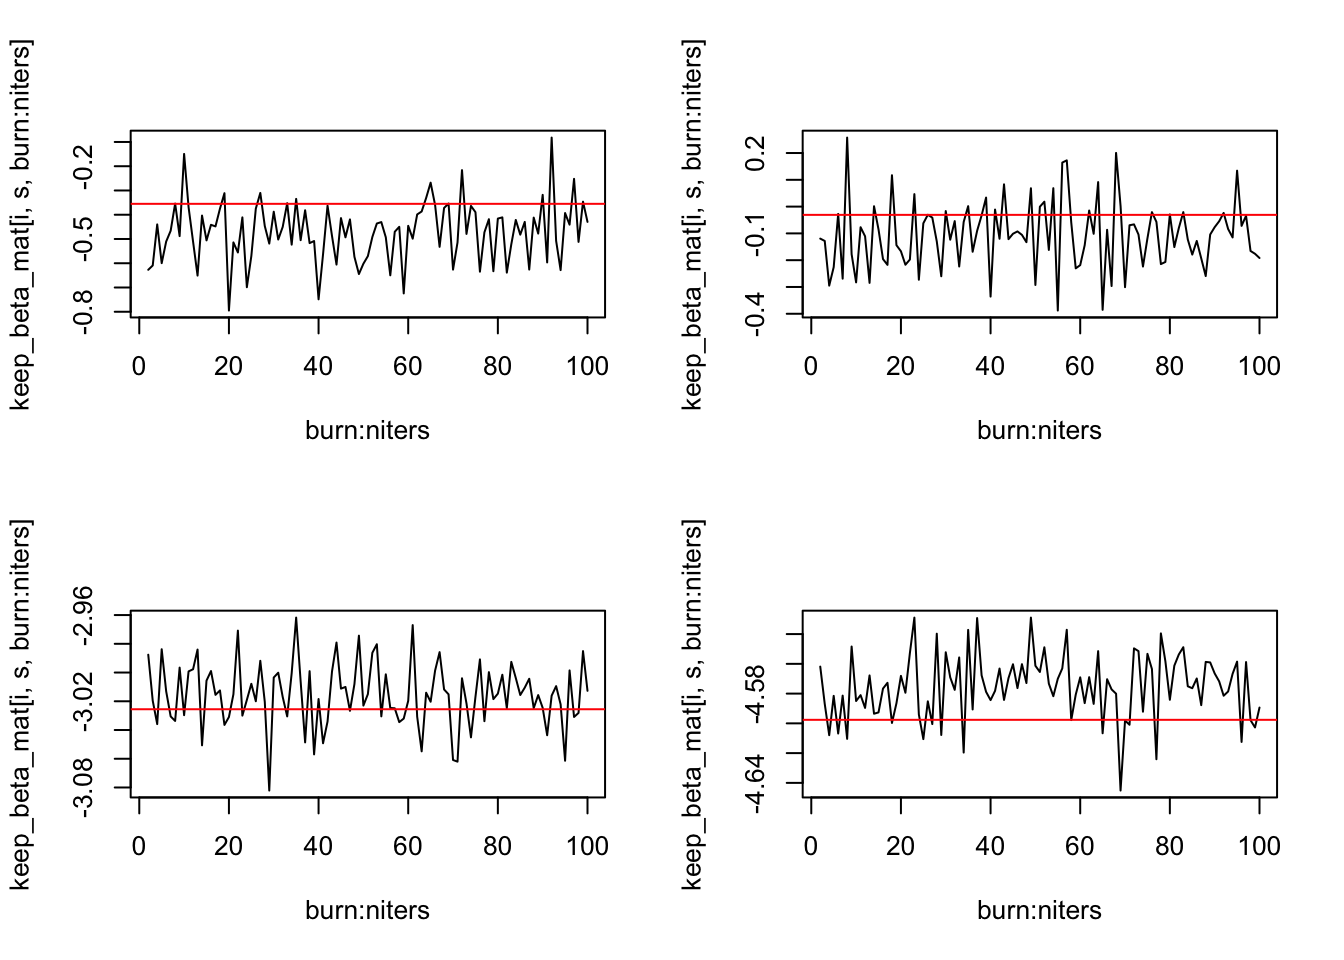 keep_beta_mat[i, s, burn:niters]
-0.2
-0.5
-0.8
0 20 40 60 80 100
burn:niters
keep_beta_mat[i, s, burn:niters]
0.2
-0.1
-0.4
0 20 40 60 80 100
burn:niters
keep_beta_mat[i, s, burn:niters]
-2.96
-3.02
-3.08
0 20 40 60 80 100
burn:niters
keep_beta_mat[i, s, burn:niters]
-4.58
-4.64
0 20 40 60 80 100
burn:niters